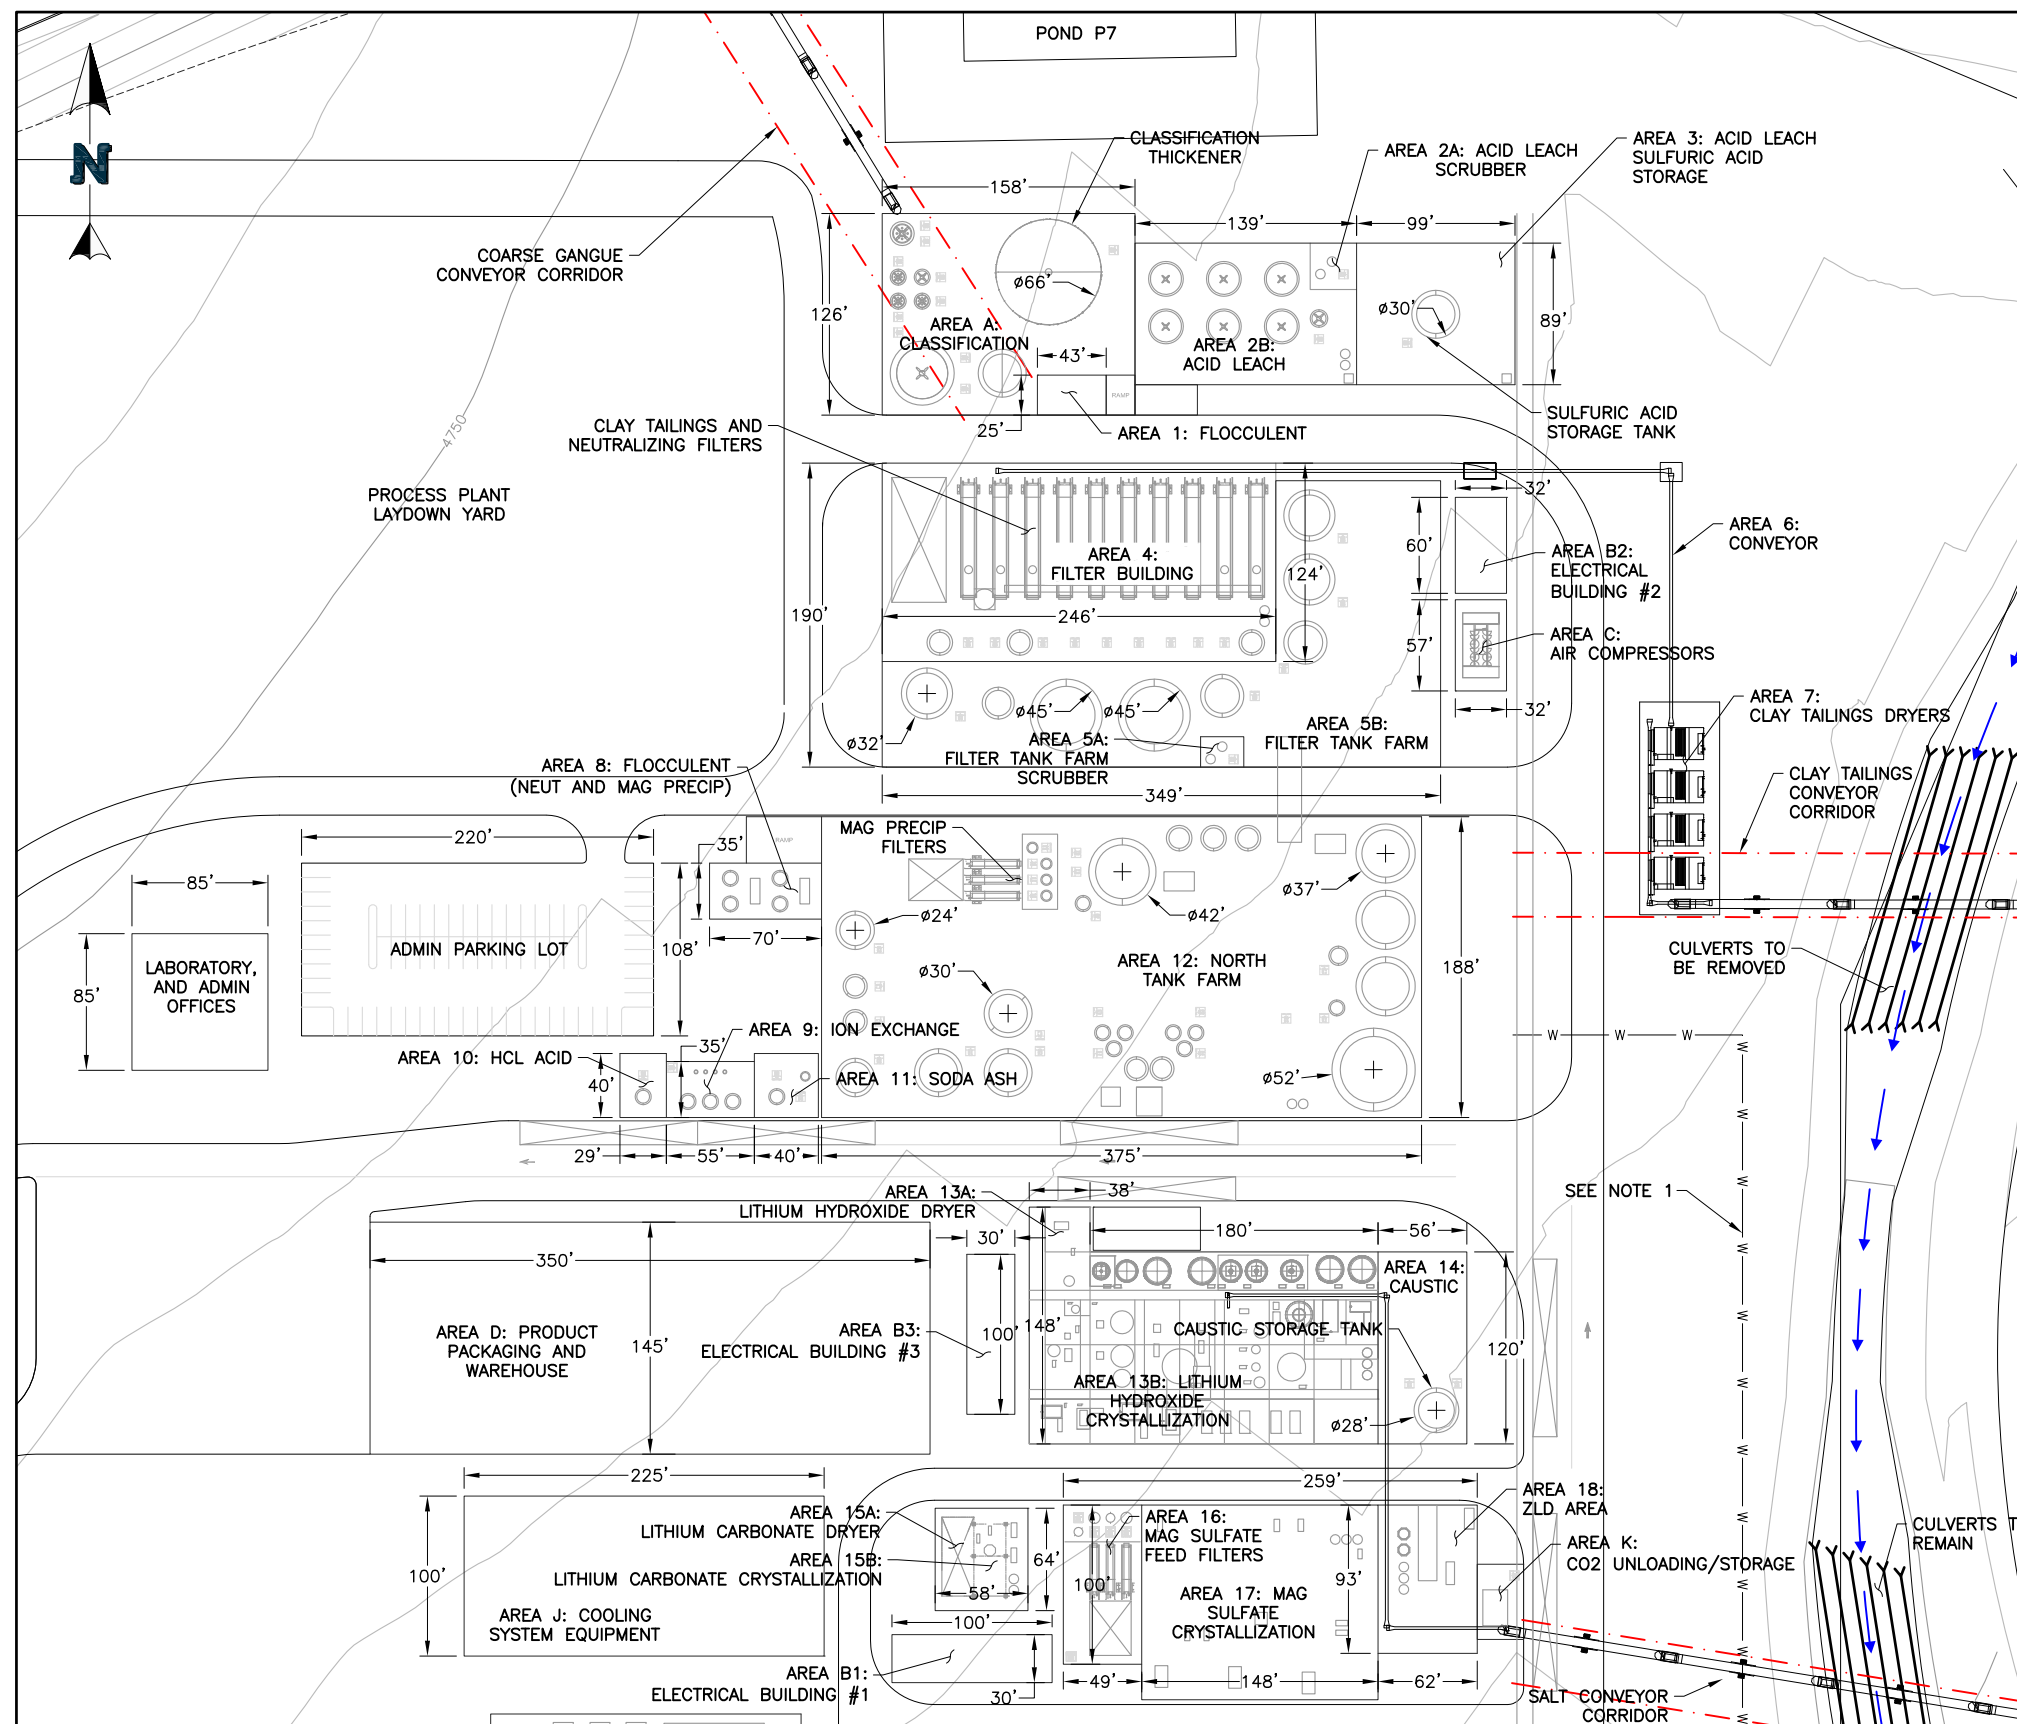 POND P7
N
CLASSIFICATION
THICKENER
AREA 2A: ACID LEACH
SCRUBBER
AREA 3: ACID LEACH
SULFURIC ACID
STORAGE
158'
139'
99'
COARSE GANGUE
CONVEYOR CORRIDOR
ø66'
126'
AREA A:
CLASSIFICATION
43'
AREA 2B:
ACID LEACH
ø30'
89'
RAMP
25'
AREA 1: FLOCCULENT
SULFURIC ACID
STORAGE TANK
4750
CLAY TAILINGS AND
NEUTRALIZING FILTERS
PROCESS PLANT
LAYDOWN YARD
32'
AREA 6:
CONVEYOR
60'
AREA B2:
ELECTRICAL
BUILDING #2
AREA 4:
FILTER BUILDING
124'
190'
246'
57'
AREA C:
AIR COMPRESSORS
32'
ø32'
ø45'
ø45'
AREA 5A:
FILTER TANK FARM
SCRUBBER
AREA 5B:
FILTER TANK FARM
AREA 7:
CLAY TAILINGS DRYERS
349'
AREA 8: FLOCCULENT
(NEUT AND MAG PRECIP)
CLAY TAILINGS
CONVEYOR
CORRIDOR
220'
35'
RAMP
MAG PRECIP
FILTERS
85'
ø37'
ø24'
ø42'
70'
108'
ADMIN PARKING LOT
LABORATORY,
AND ADMIN
OFFICES
85'
ø30'
AREA 12: NORTH
TANK FARM
188'
CULVERTS TO
BE REMOVED
AREA 9: ION EXCHANGE
35'
AREA 10: HCL ACID
40'
AREA 11: SODA ASH
ø52'
W
W
W
W
W
W
W
W
W
W
W
W
W
W
29'
55'
40'
375'
SEE NOTE 1
AREA 13A:
LITHIUM HYDROXIDE DRYER
38'
30'
180'
56'
350'
AREA 14:
CAUSTIC
AREA D: PRODUCT
PACKAGING AND
WAREHOUSE
145'
AREA B3:
ELECTRICAL BUILDING #3
100'
148'
CAUSTIC STORAGE TANK
120'
AREA 13B: LITHIUM
HYDROXIDE
CRYSTALLIZATION
ø28'
225'
259'
AREA 15A:
LITHIUM CARBONATE DRYER
AREA 15B:
LITHIUM CARBONATE CRYSTALLIZATION
64'
58'
100'
AREA 16:
MAG SULFATE
FEED FILTERS
100'
93'
AREA 18:
ZLD AREA
AREA K:
CO2 UNLOADING/STORAGE
CULVERTS T
REMAIN
100'
AREA J: COOLING
SYSTEM EQUIPMENT
AREA 17: MAG
SULFATE
CRYSTALLIZATION
AREA B1:
ELECTRICAL BUILDING #1
30'
49'
148'
62'
SALT CONVEYOR
CORRIDOR